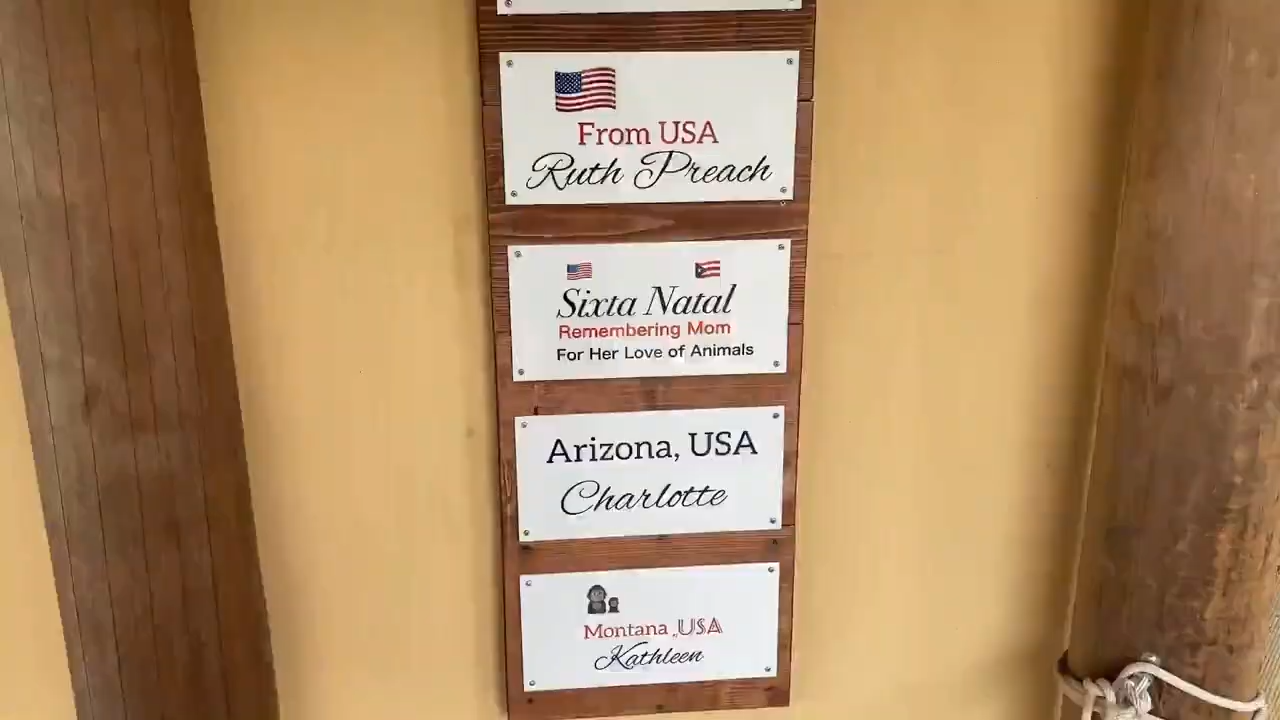 From USA
Ruth Preach
Sixta Natal
Remembering Mom
For Her Love of Animals
Arizona, USA
Charlotte
Montana ,USA
Kathleen